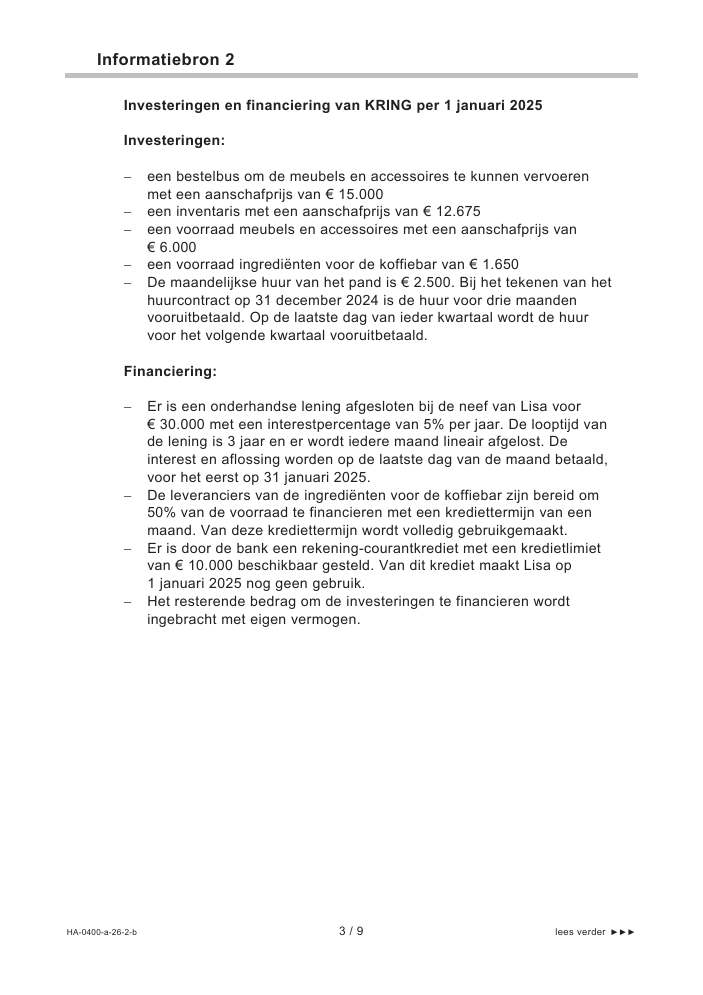 Informatiebron 2
Investeringen en financiering van KRING per 1 januari 2025
Investeringen:
– een bestelbus om de meubels en accessoires te kunnen vervoeren
met een aanschafprijs van € 15.000
– een inventaris met een aanschafprijs van € 12.675
– een voorraad meubels en accessoires met een aanschafprijs van
€ 6.000
– een voorraad ingrediënten voor de koffiebar van € 1.650
– De maandelijkse huur van het pand is € 2.500. Bij het tekenen van het
huurcontract op 31 december 2024 is de huur voor drie maanden
vooruitbetaald. Op de laatste dag van ieder kwartaal wordt de huur
voor het volgende kwartaal vooruitbetaald.
Financiering:
– Er is een onderhandse lening afgesloten bij de neef van Lisa voor
€ 30.000 met een interestpercentage van 5% per jaar. De looptijd van
de lening is 3 jaar en er wordt iedere maand lineair afgelost. De
interest en aflossing worden op de laatste dag van de maand betaald,
voor het eerst op 31 januari 2025.
– De leveranciers van de ingrediënten voor de koffiebar zijn bereid om
50% van de voorraad te financieren met een krediettermijn van een
maand. Van deze krediettermijn wordt volledig gebruikgemaakt.
– Er is door de bank een rekening-courantkrediet met een kredietlimiet
van € 10.000 beschikbaar gesteld. Van dit krediet maakt Lisa op
1 januari 2025 nog geen gebruik.
– Het resterende bedrag om de investeringen te financieren wordt
ingebracht met eigen vermogen.
HA-0400-a-26-2-b 3 / 9 lees verder ►►►